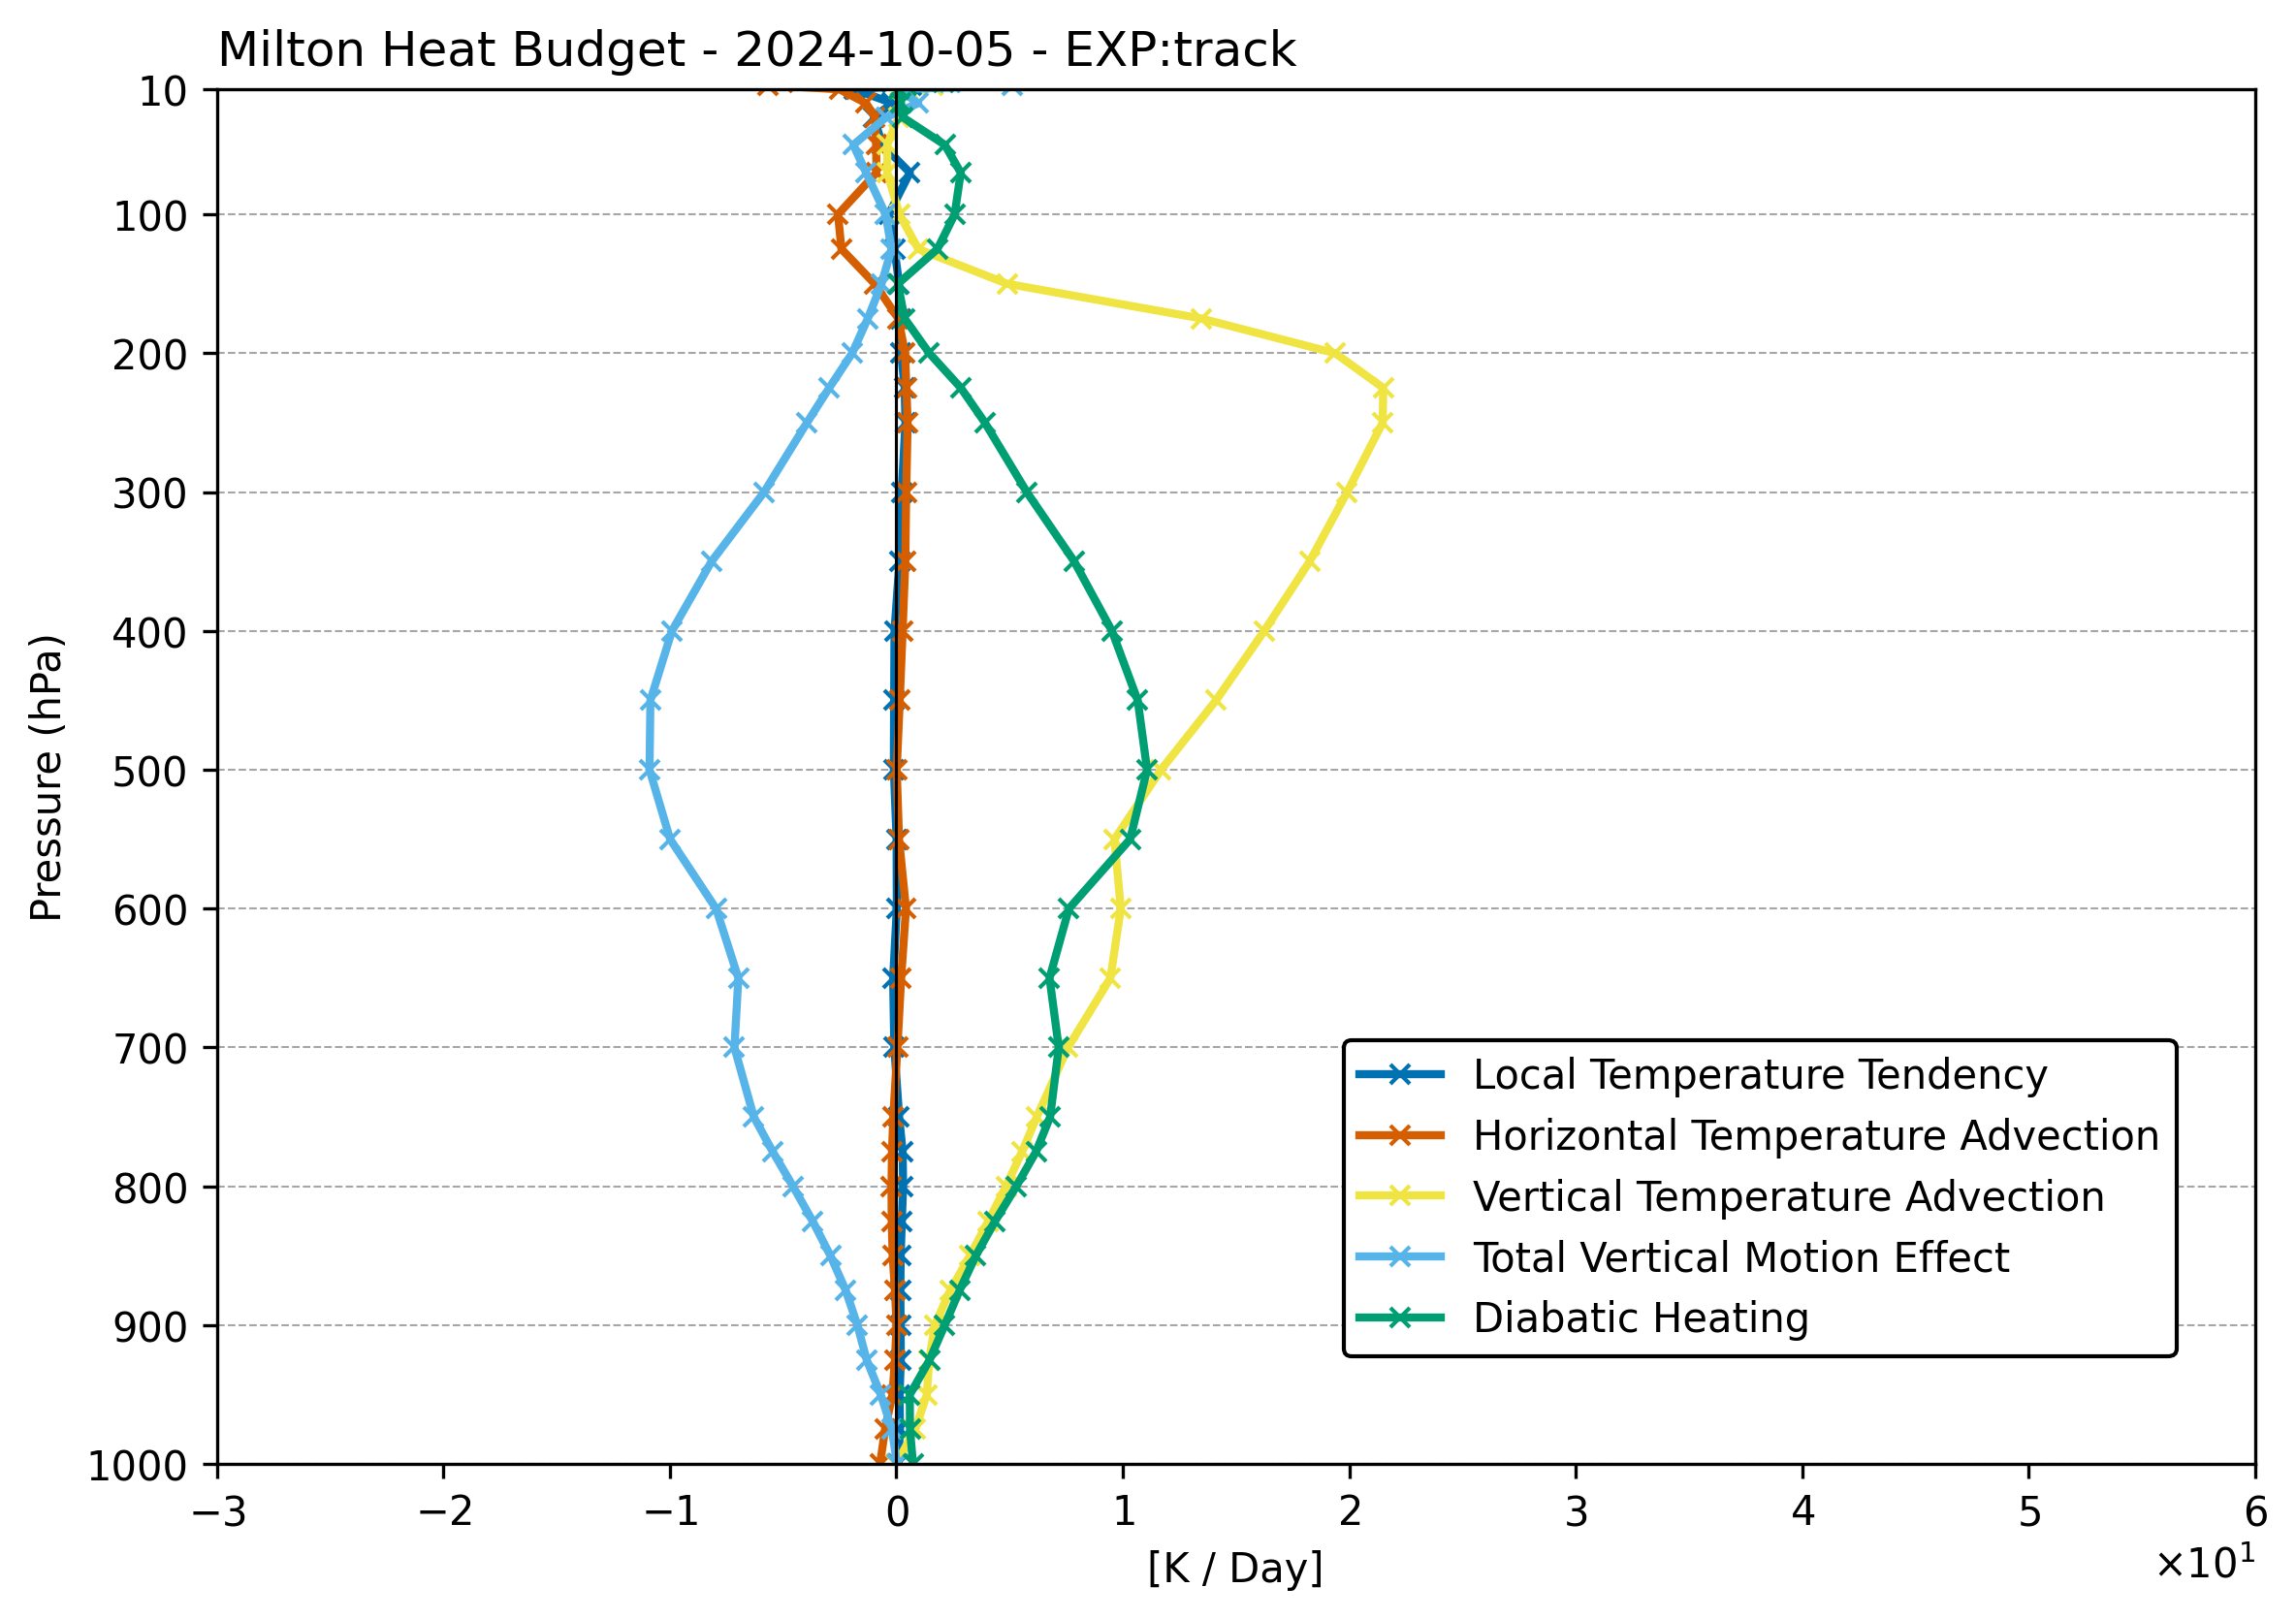 Milton Heat Budget - 2024-10-05 - EXP:track
10
100
200
300
400
500
600
700
800
900
1000
Pressure (hPa)
Local Temperature Tendency
Horizontal Temperature Advection
Vertical Temperature Advection
Total Vertical Motion Effect
Diabatic Heating
−3 −2 −1 0 1 2 3 4 5 6
[K / Day]
×10¹